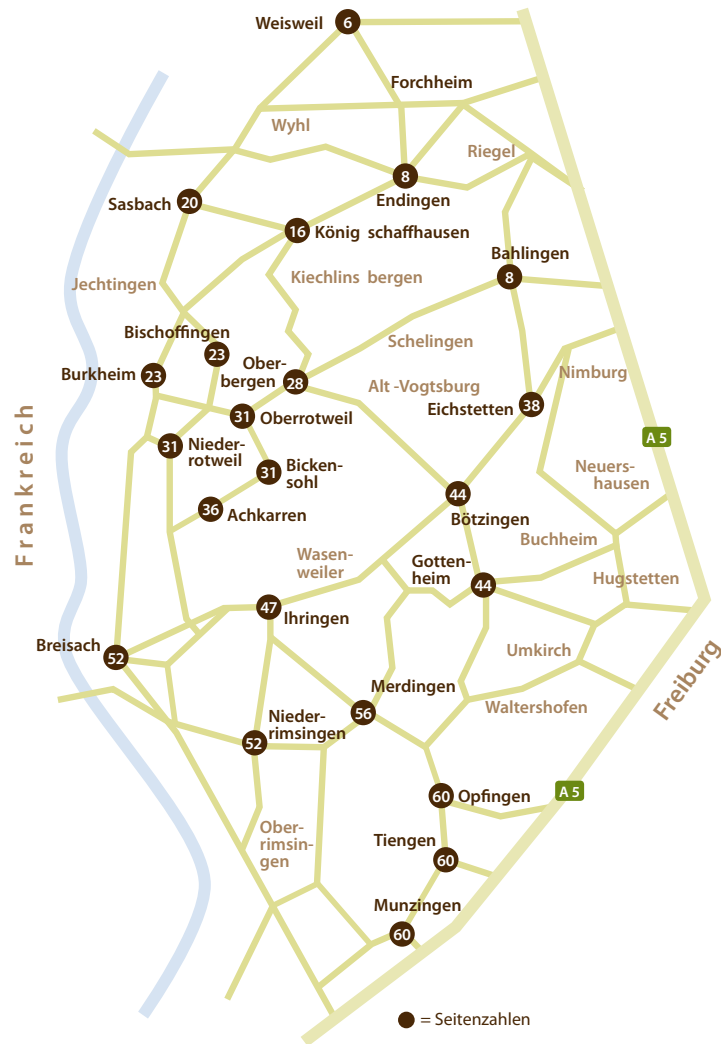 Weisweil
6
Forchheim
Wyhl
Riegel
8
Endingen
Sasbach
20
16
König schaffhausen
Bahlingen
8
Jechtingen
Kiechlins bergen
Bischoffingen
23
Schelingen
Burkheim
23
Ober-
bergen
28
Alt -Vogtsburg
Nimburg
Eichstetten
38
31
Oberrotweil
A 5
31
Nieder-
rotweil
31
Bicken-
sohl
Neuers-
hausen
36
Achkarren
44
Bötzingen
Frankreich
Wasen-
weiler
Gotten-
heim
44
Buchheim
Hugstetten
47
Ihringen
Breisach
52
Umkirch
Merdingen
56
Waltershofen
Freiburg
Nieder-
rimsingen
52
60
Opfingen
A 5
Ober-
rimsin-
gen
Tiengen
60
Munzingen
60
= Seitenzahlen